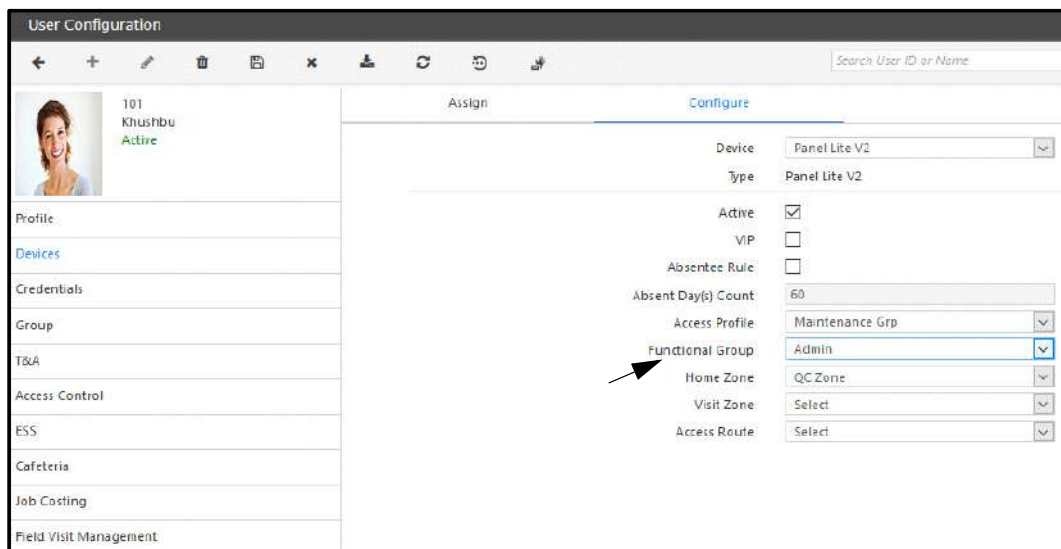 User Configuration
Search User ID or Name
101
Khushbu
Active
Profile
Devices
Credentials
Group
T&A
Access Control
ESS
Cafeteria
Job Costing
Field Visit Management
Assign
Configure
Device Panel Lite V2
Type Panel Lite V2
Active
VIP
Absentee Rule
Absent Day(s) Count 60
Access Profile Maintenance Grp
Functional Group Admin
Home Zone QC Zone
Visit Zone Select
Access Route Select